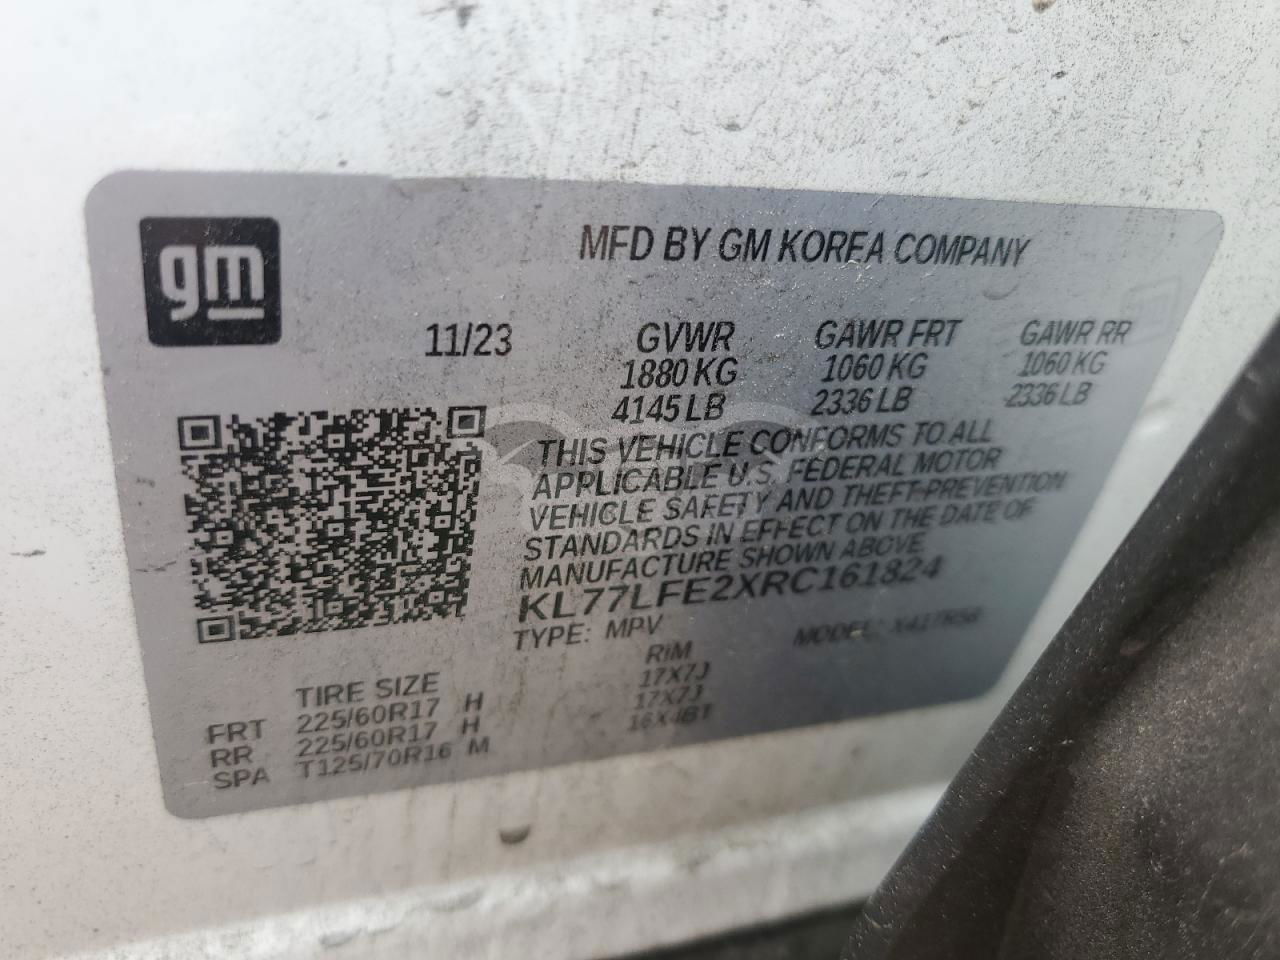 gm
MFD BY GM KOREA COMPANY
11/23 GVWR GAWR FRT GAWR RR
1880 KG 1060 KG 1060 KG
4145 LB 2336 LB 2336 LB
THIS VEHICLE CONFORMS TO ALL
APPLICABLE U.S. FEDERAL MOTOR
VEHICLE SAFETY AND THEFT-PREVENTION
STANDARDS IN EFFECT ON THE DATE OF
MANUFACTURE SHOWN ABOVE
KL77LFE2XRC161824
TYPE: MPV MODEL:
TIRE SIZE RIM
FRT 225/60R17 H 17X7J
RR 225/60R17 H 17X7J
SPA T125/70R16 M 16X4BT